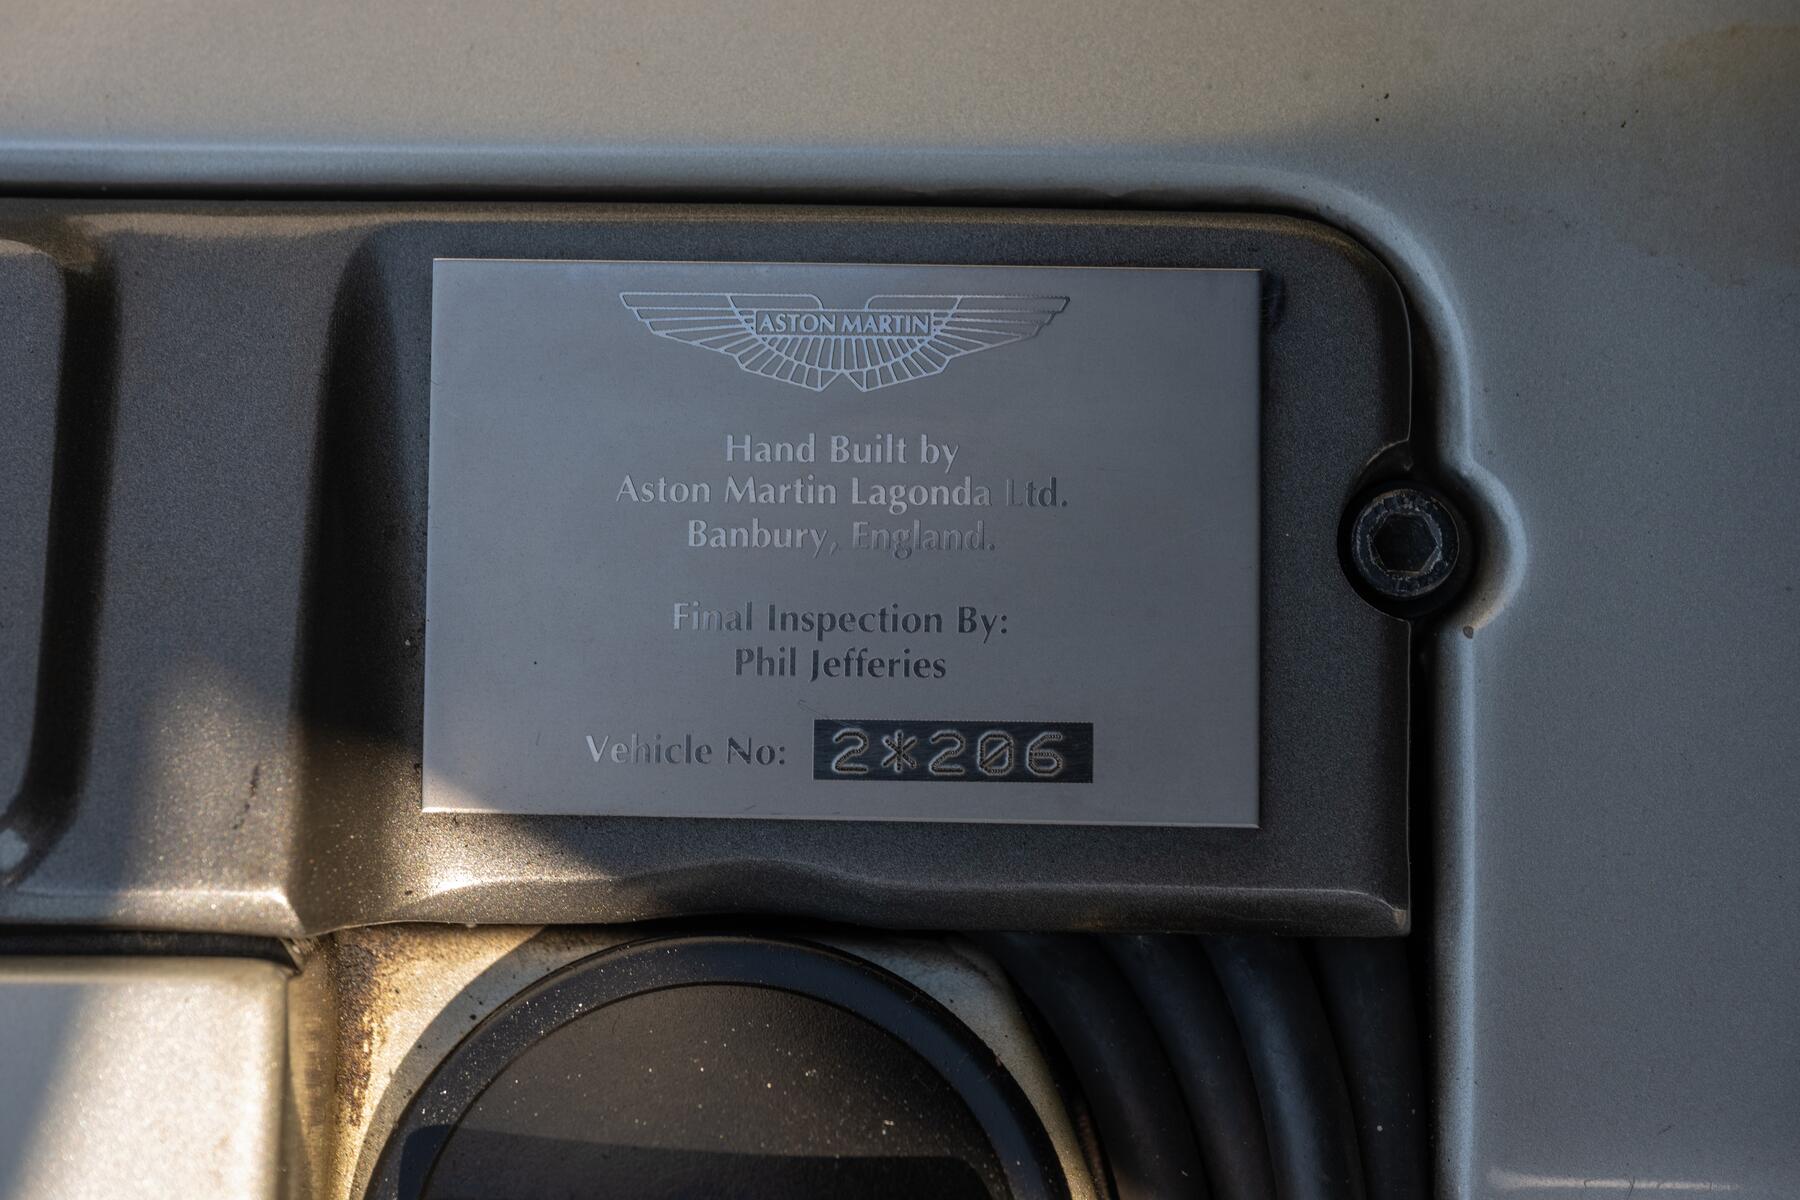 ASTON MARTIN
Hand Built by
Aston Martin Lagonda Ltd.
Banbury, England.
Final Inspection By:
Phil Jefferies
Vehicle No: 2*206